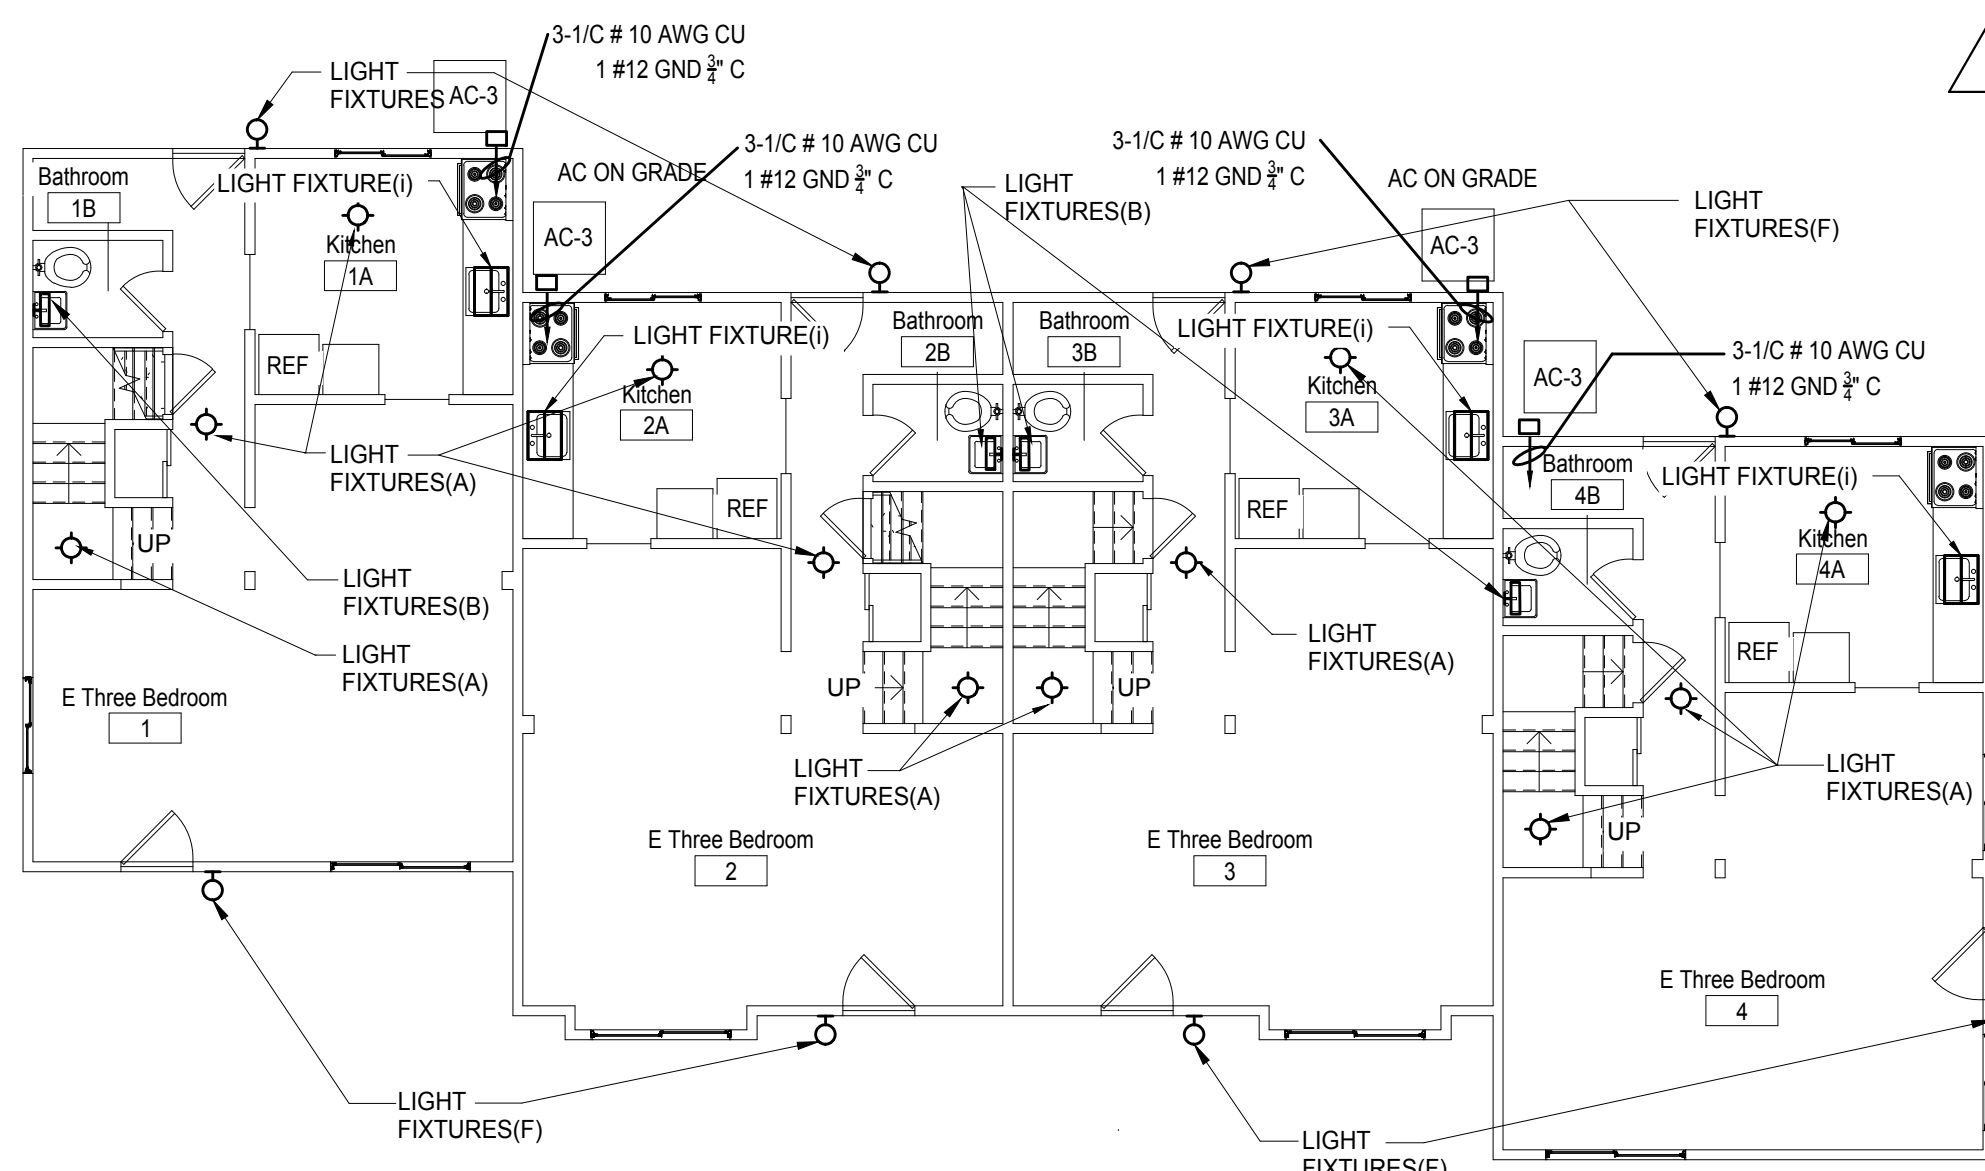 3-1/C # 10 AWG CU
1 #12 GND 3/4" C
LIGHT
FIXTURES
AC-3
3-1/C # 10 AWG CU
1 #12 GND 3/4" C
AC ON GRADE
AC-3
LIGHT
FIXTURES(B)
3-1/C # 10 AWG CU
1 #12 GND 3/4" C
AC ON GRADE
AC-3
LIGHT
FIXTURES(F)
Bathroom
1B
LIGHT FIXTURE(i)
Kitchen
1A
REF
LIGHT FIXTURE(i)
Kitchen
2A
REF
Bathroom
2B
Bathroom
3B
LIGHT FIXTURE(i)
Kitchen
3A
REF
AC-3
3-1/C # 10 AWG CU
1 #12 GND 3/4" C
Bathroom
4B
LIGHT FIXTURE(i)
Kitchen
4A
REF
LIGHT
FIXTURES(A)
UP
LIGHT
FIXTURES(B)
LIGHT
FIXTURES(A)
E Three Bedroom
1
UP
UP
LIGHT
FIXTURES(A)
LIGHT
FIXTURES(A)
LIGHT
FIXTURES(A)
UP
E Three Bedroom
2
E Three Bedroom
3
E Three Bedroom
4
LIGHT
FIXTURES(F)
LIGHT
FIXTURES(F)